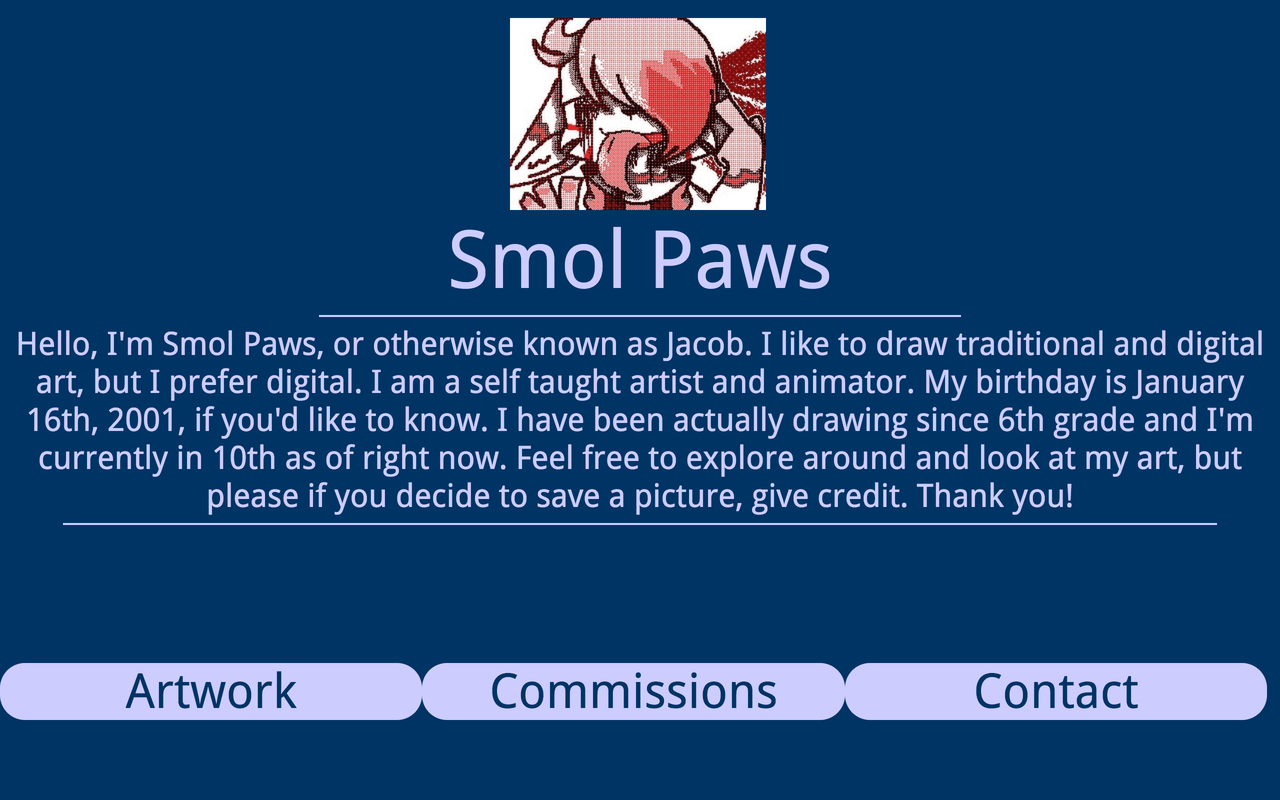 Smol Paws
Hello, I'm Smol Paws, or otherwise known as Jacob. I like to draw traditional and digital
art, but I prefer digital. I am a self taught artist and animator. My birthday is January
16th, 2001, if you'd like to know. I have been actually drawing since 6th grade and I'm
currently in 10th as of right now. Feel free to explore around and look at my art, but
please if you decide to save a picture, give credit. Thank you!
Artwork
Commissions
Contact